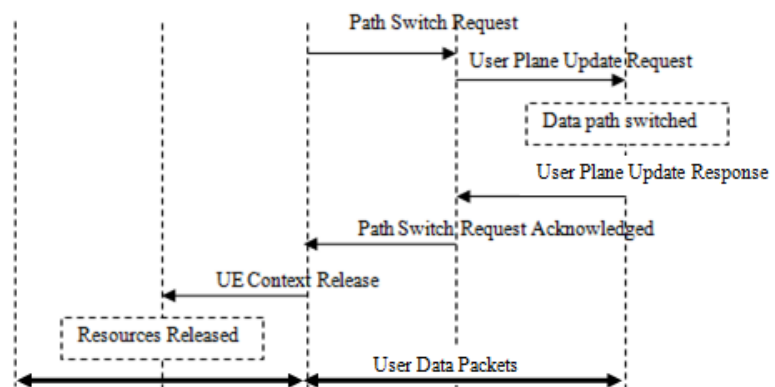 Path Switch Request
User Plane Update Request
Data path switched
User Plane Update Response
Path Switch Request Acknowledged
UE Context Release
Resources Released
User Data Packets